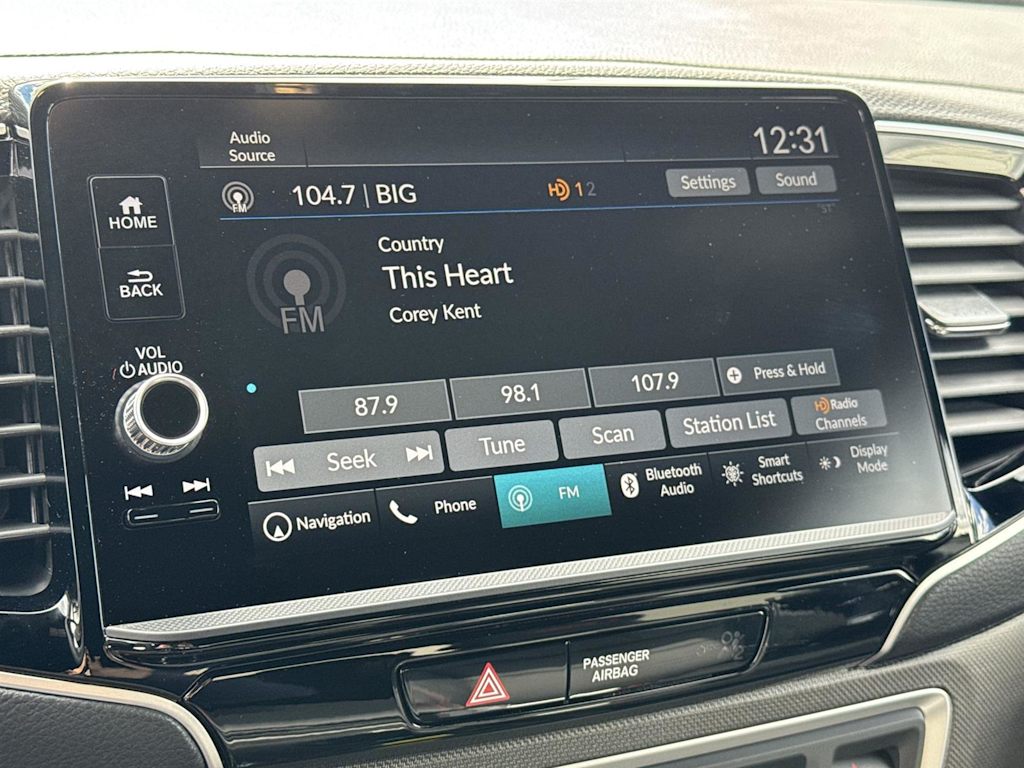 Audio
Source
12:31
FM
104.7 | BIG
HD 1 2
Settings
Sound
"ST"
HOME
BACK
FM
Country
This Heart
Corey Kent
VOL
AUDIO
87.9
98.1
107.9
Press & Hold
Seek
Tune
Scan
Station List
HD Radio
Channels
Navigation
Phone
FM
Bluetooth
Audio
Smart
Shortcuts
Display
Mode
PASSENGER
AIRBAG